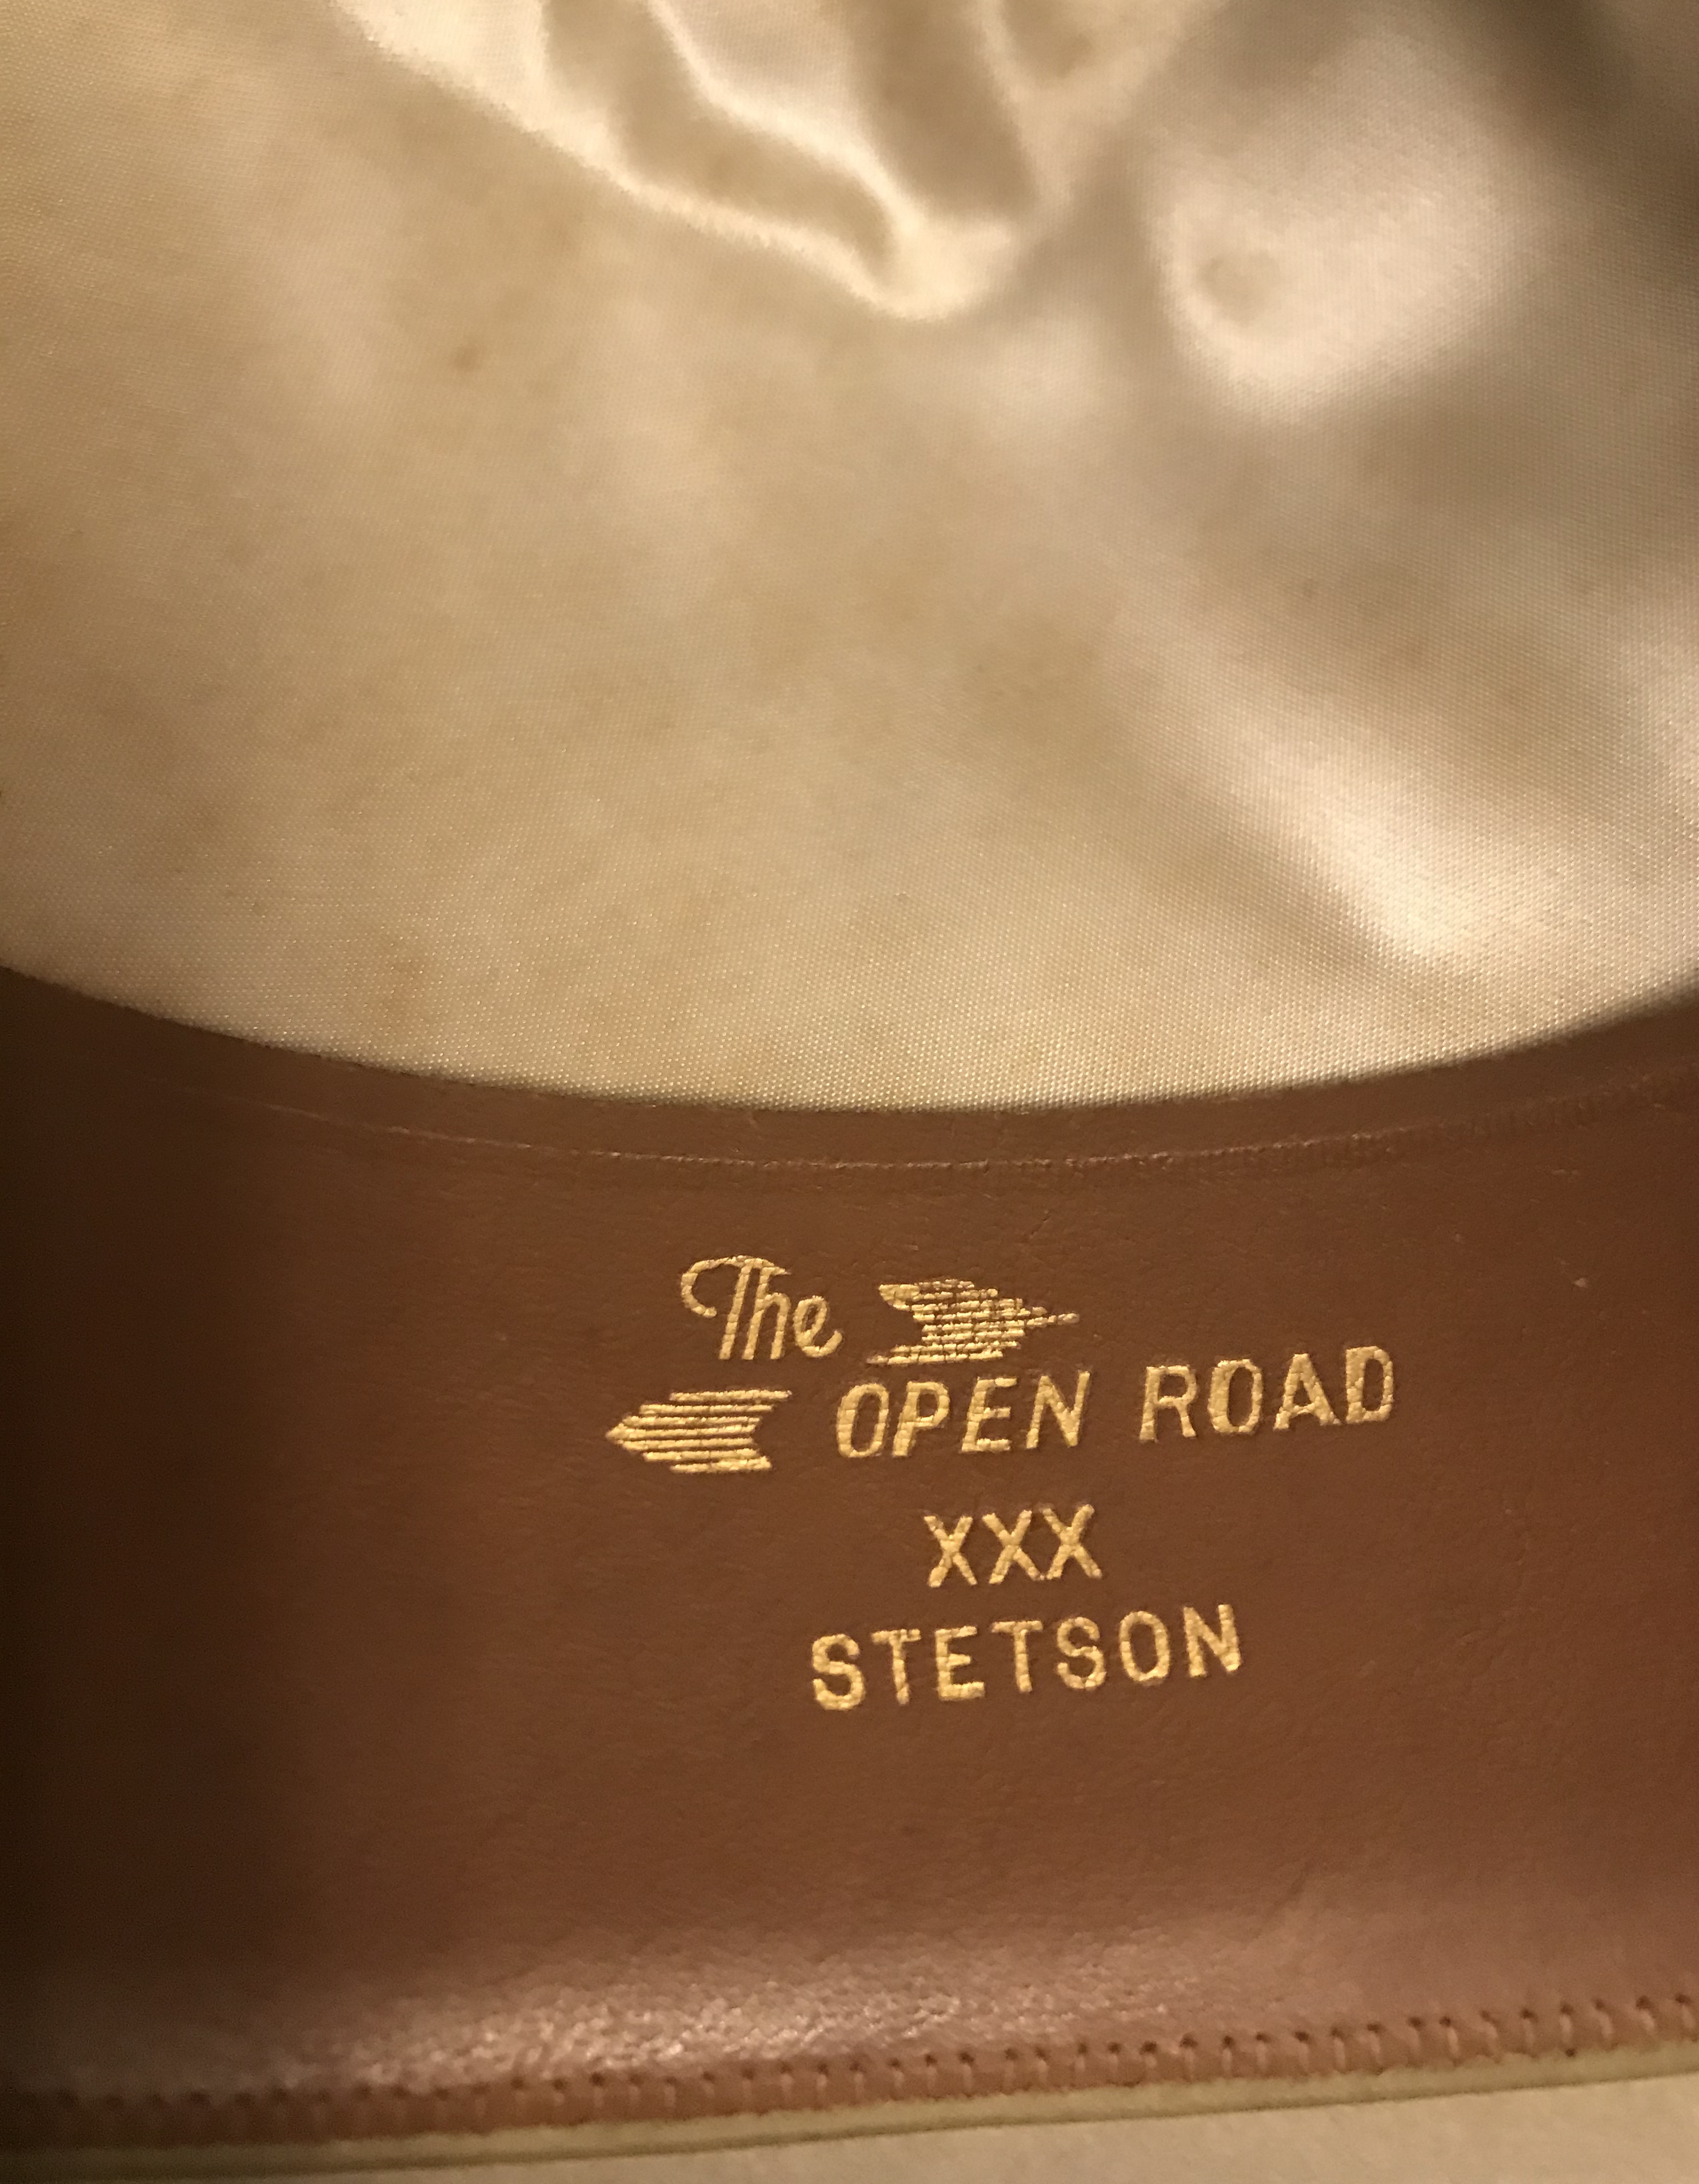 The
OPEN ROAD
XXX
STETSON